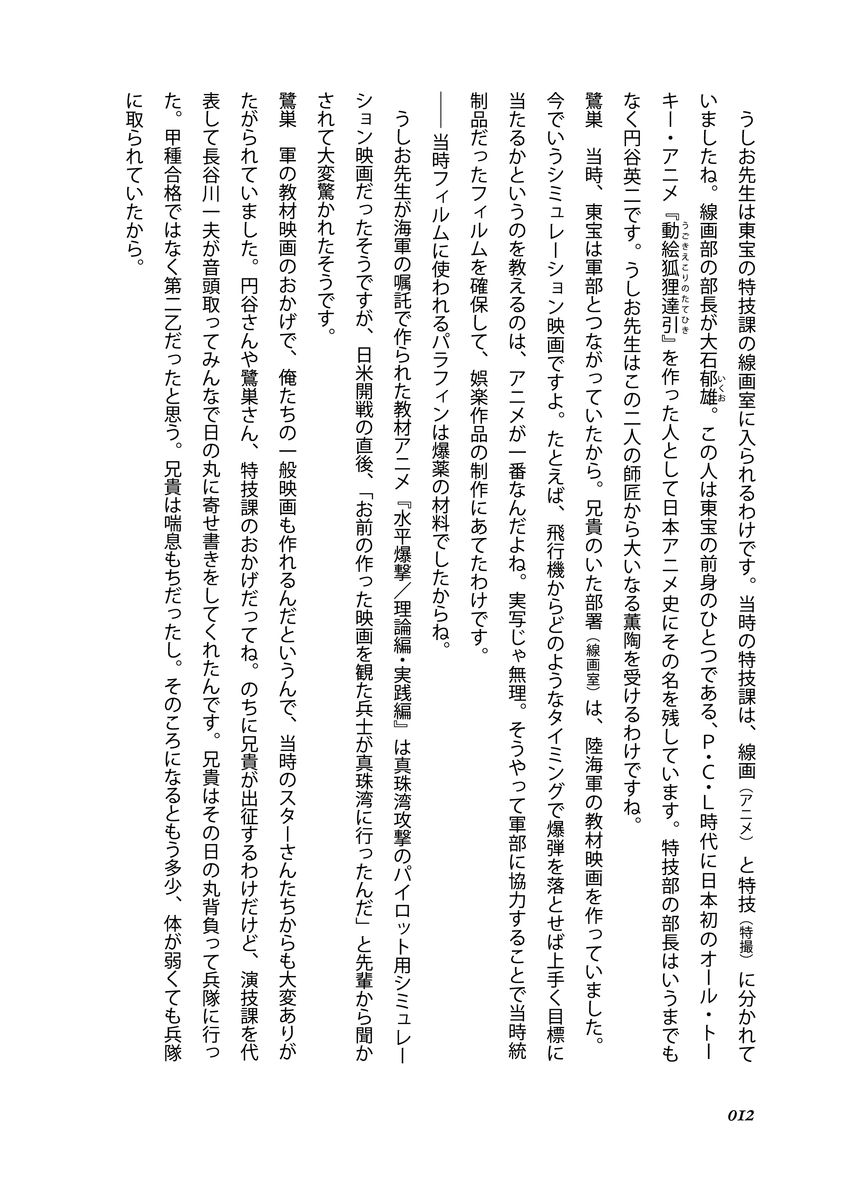 うしお先生は東宝の特技課の線画室に入られるわけです。当時の特技課は、線画（アニメ）と特技（特撮）に分かれて
いましたね。線画部の部長が大石郁雄。この人は東宝の前身のひとつである、P・C・L時代に日本初のオール・トー
いくお
キー・アニメ『動絵狐狸達引』を作った人として日本アニメ史にその名を残しています。特技部の部長はいうまでも
うごきえこりのたてひき
なく円谷英二です。うしお先生はこの二人の師匠から大いなる薫陶を受けるわけですね。
鷺巣　当時、東宝は軍部とつながっていたから。兄貴のいた部署（線画室）は、陸海軍の教材映画を作っていました。
今でいうシミュレーション映画ですよ。たとえば、飛行機からどのようなタイミングで爆弾を落とせば上手く目標に
当たるかというのを教えるのは、アニメが一番なんだよね。実写じゃ無理。そうやって軍部に協力することで当時統
制品だったフィルムを確保して、娯楽作品の制作にあてたわけです。
――当時フィルムに使われるパラフィンは爆薬の材料でしたからね。
うしお先生が海軍の嘱託で作られた教材アニメ『水平爆撃／理論編・実践編』は真珠湾攻撃のパイロット用シミュレー
ション映画だったそうですが、日米開戦の直後、「お前の作った映画を観た兵士が真珠湾に行ったんだ」と先輩から聞か
されて大変驚かれたそうです。
鷺巣　軍の教材映画のおかげで、俺たちの一般映画も作れるんだというんで、当時のスターさんたちからも大変ありが
たがられていました。円谷さんや鷺巣さん、特技課のおかげだってね。のちに兄貴が出征するわけだけど、演技課を代
表して長谷川一夫が音頭取ってみんなで日の丸に寄せ書きをしてくれたんです。兄貴はその日の丸背負って兵隊に行っ
た。甲種合格ではなく第二乙だったと思う。兄貴は喘息もちだったし。そのころになるともう多少、体が弱くても兵隊
に取られていたから。
012